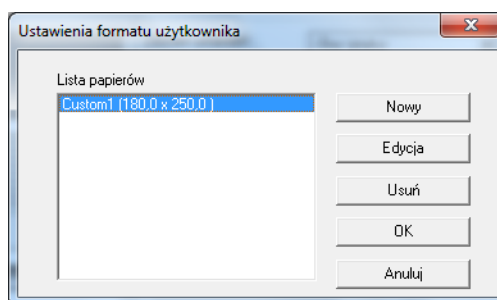 Ustawienia formatu użytkownika
Lista papierów
Custom1 (180,0 x 250,0 )
Nowy
Edycja
Usuń
OK
Anuluj